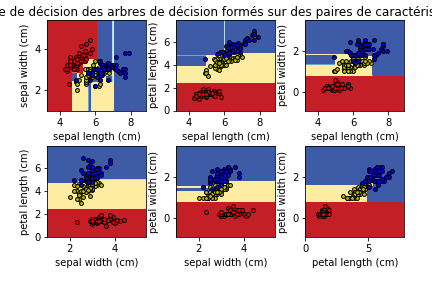 e de décision des arbres de décision formés sur des paires de caractéris
sepal width (cm)
4
2
4 6 8
sepal length (cm)
petal length (cm)
6
4
2
0
4 6 8
sepal length (cm)
petal width (cm)
2
0
4 6 8
sepal length (cm)
petal length (cm)
6
4
2
0
2 4
sepal width (cm)
petal width (cm)
2
0
2 4
sepal width (cm)
petal width (cm)
2
0
0 5
petal length (cm)